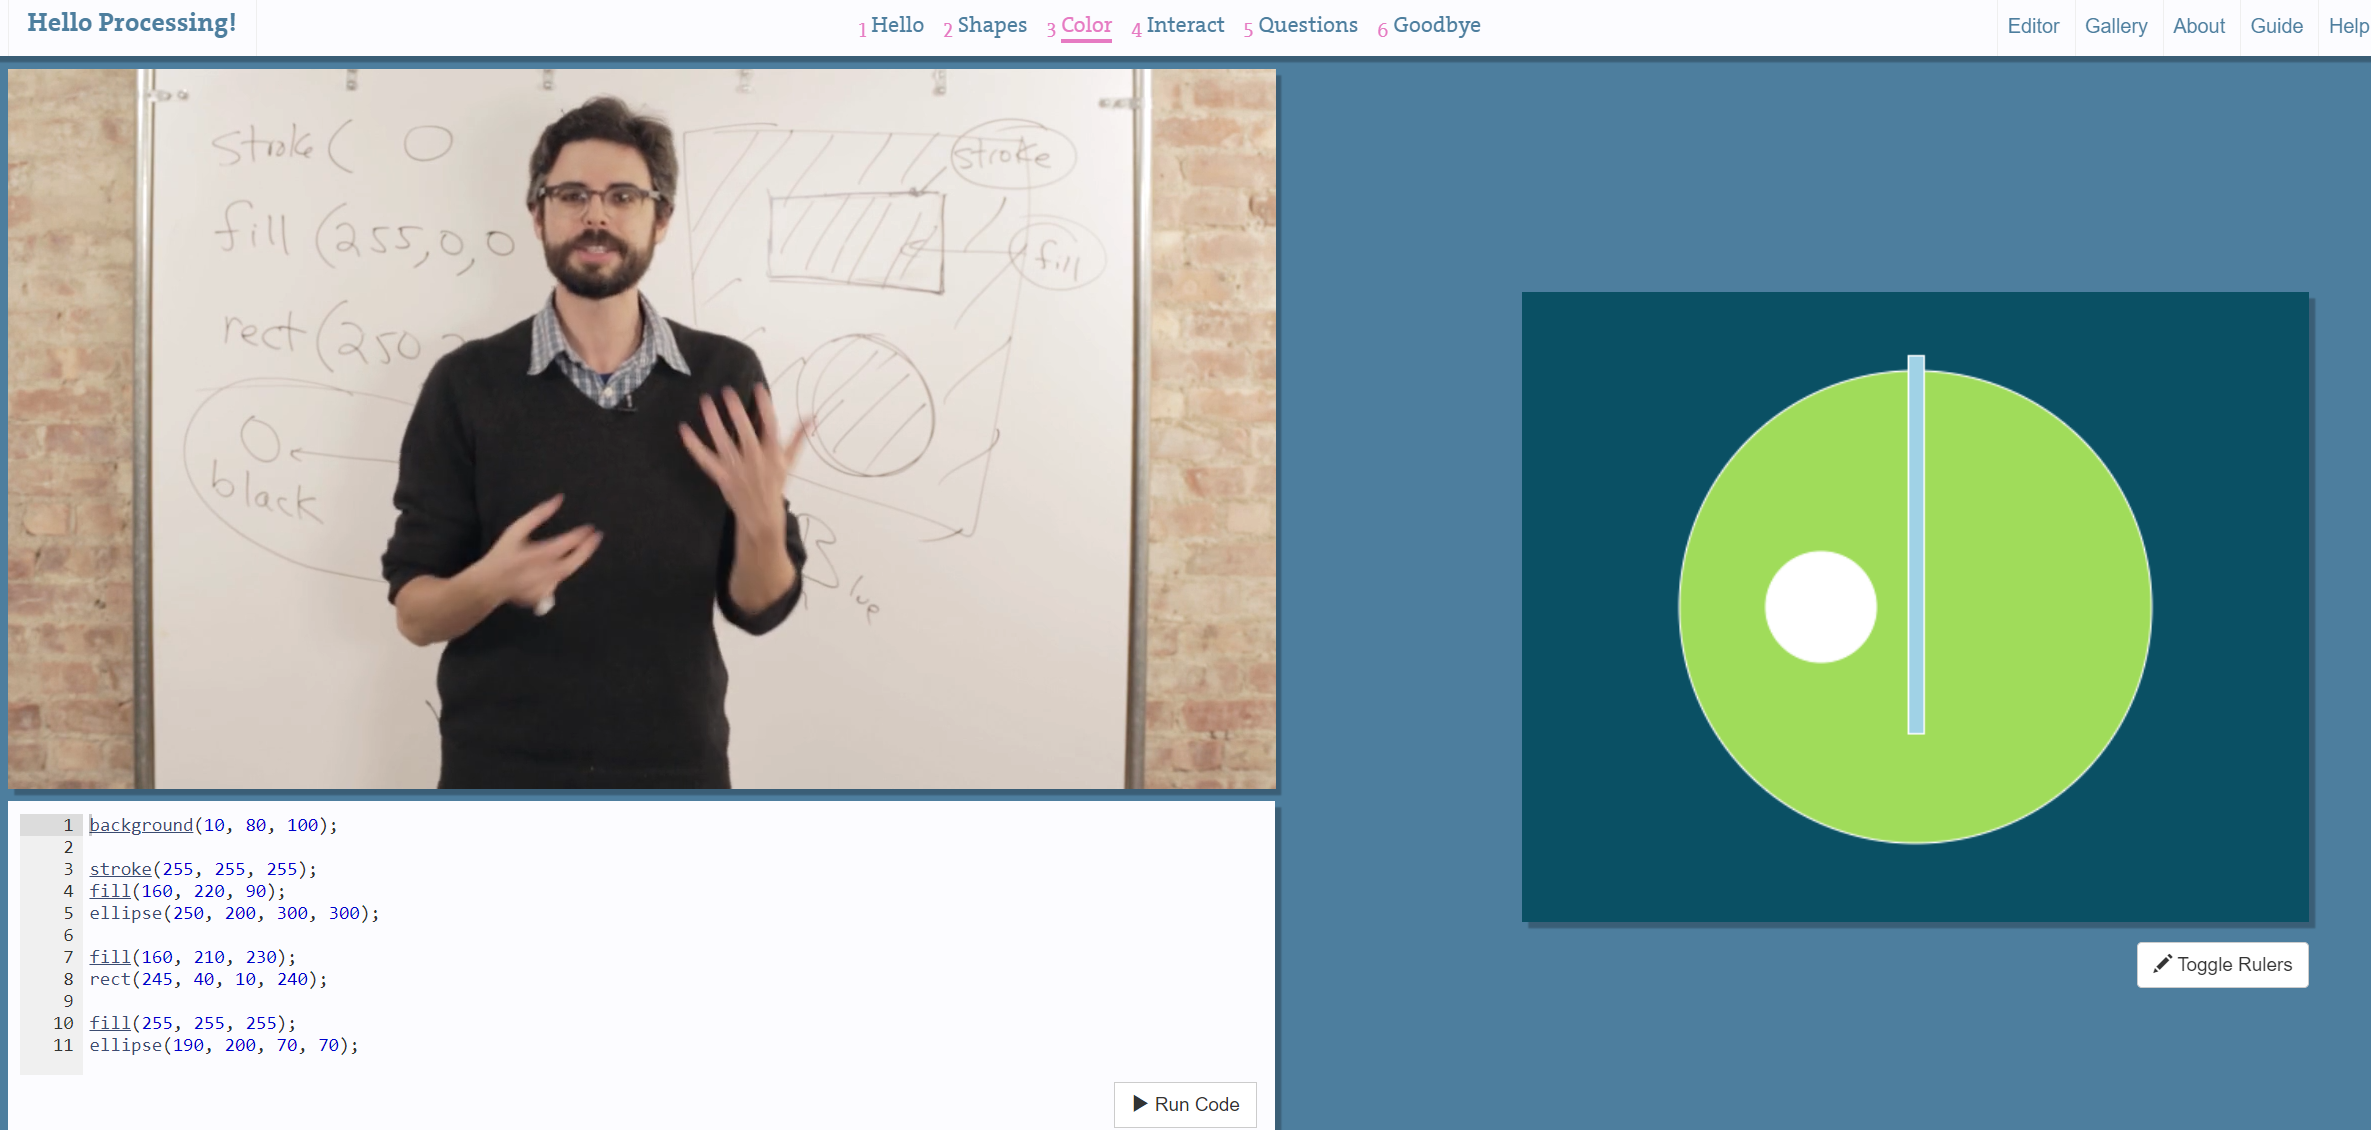 Hello Processing!
1 Hello 2 Shapes 3 Color 4 Interact 5 Questions 6 Goodbye
Editor Gallery About Guide Help
stroke (  0
fill (255,0,0
rect (250
0
black
stroke
fill
Blue
1 background(10, 80, 100);
2
3 stroke(255, 255, 255);
4 fill(160, 220, 90);
5 ellipse(250, 200, 300, 300);
6
7 fill(160, 210, 230);
8 rect(245, 40, 10, 240);
9
10 fill(255, 255, 255);
11 ellipse(190, 200, 70, 70);
Run Code
Toggle Rulers